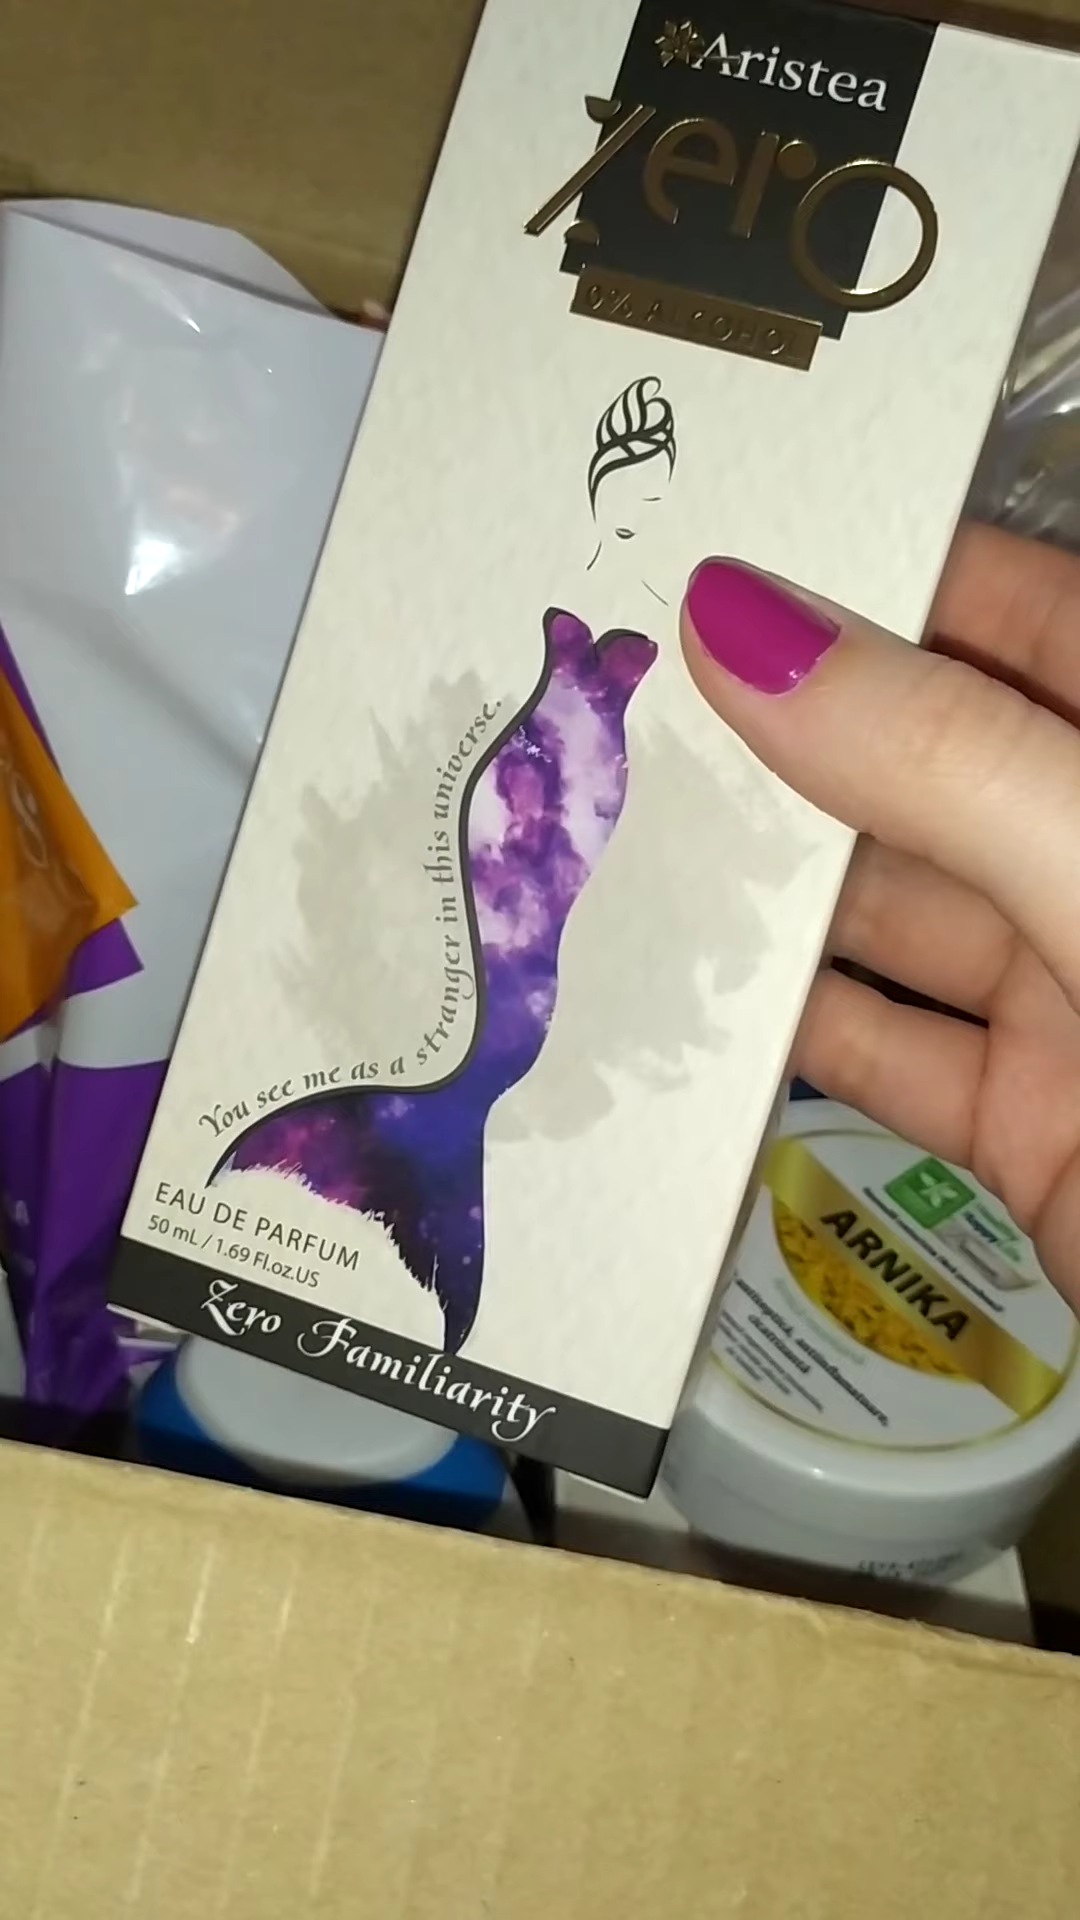 Aristea
Zero
0% ALCOHOL
You see me as a stranger in this universe.
EAU DE PARFUM
50 mL / 1.69 Fl.oz.US
Zero Familiarity
ARNIKA